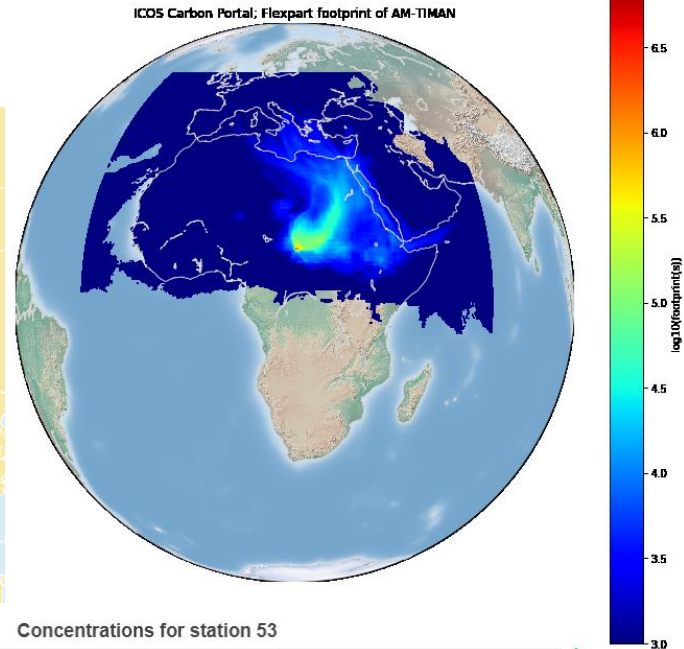 ICOS Carbon Portal; Flexpart footprint of AM-TIMAN
6.5
6.0
5.5
5.0
4.5
4.0
3.5
3.0
log10(footprint(s))
Concentrations for station 53